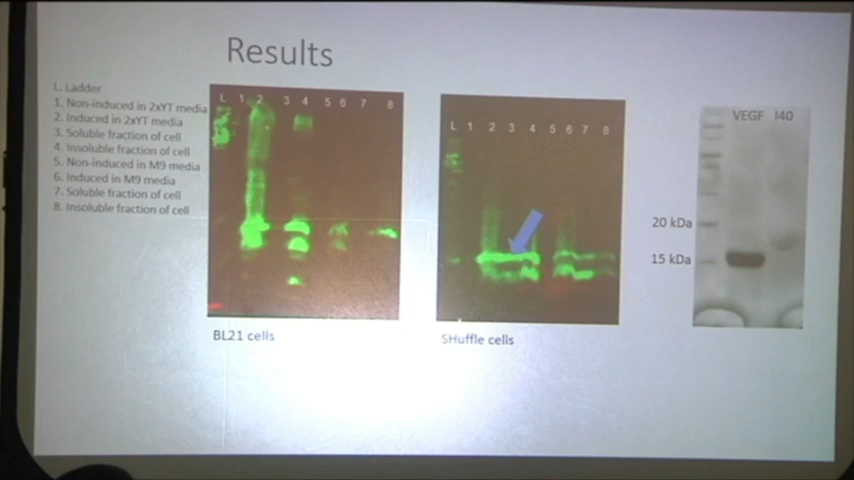 Results
L. Ladder
1. Non-induced in 2xYT media
2. Induced in 2xYT media
3. Soluble fraction of cell
4. Insoluble fraction of cell
5. Non-induced in M9 media
6. Induced in M9 media
7. Soluble fraction of cell
8. Insoluble fraction of cell
L 1 2 3 4 5 6 7 8
BL21 cells
L 1 2 3 4 5 6 7 8
SHuffle cells
VEGF I40
20 kDa
15 kDa